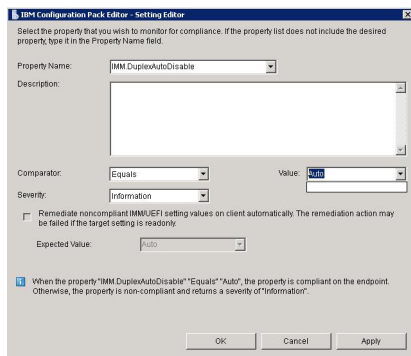 IBM Configuration Pack Editor - Setting Editor
Select the property that you wish to monitor for compliance. If the property list does not include the desired
property, type it in the Property Name field.
Property Name: IMM.DuplexAutoDisable
Description:
Comparator: Equals Value: Auto
Severity: Information
Remediate noncompliant IMM/UEFI setting values on client automatically. The remediation action may
be failed if the target setting is readonly.
Expected Value: Auto
When the property "IMM.DuplexAutoDisable" "Equals" "Auto", the property is compliant on the endpoint.
Otherwise, the property is non-compliant and returns a severity of "Information".
OK Cancel Apply